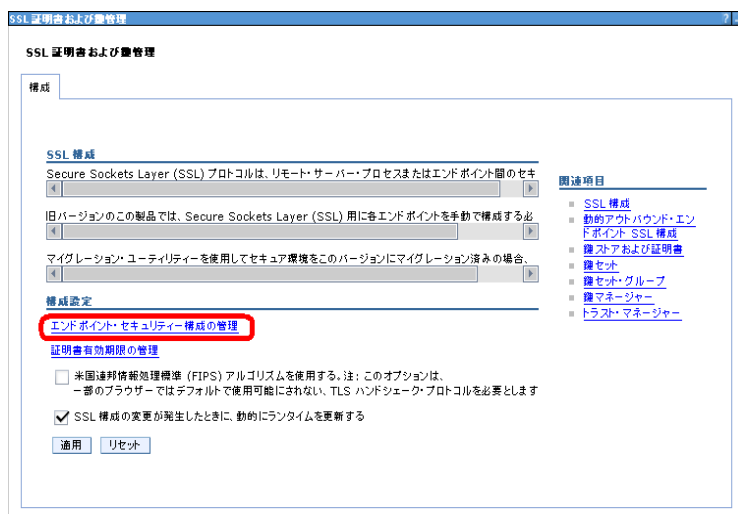 SSL 証明書および鍵管理
?
SSL 証明書および鍵管理
構成
SSL 構成
Secure Sockets Layer (SSL) プロトコルは、リモート・サーバー・プロセスまたはエンドポイント間のセキ
旧バージョンのこの製品では、Secure Sockets Layer (SSL) 用に各エンドポイントを手動で構成する必
マイグレーション・ユーティリティーを使用してセキュア環境をこのバージョンにマイグレーション済みの場合、
構成設定
エンドポイント・セキュリティー構成の管理
証明書有効期限の管理
米国連邦情報処理標準 (FIPS) アルゴリズムを使用する。注: このオプションは、
一部のブラウザーではデフォルトで使用可能にされない、TLS ハンドシェーク・プロトコルを必要とします
SSL 構成の変更が発生したときに、動的にランタイムを更新する
適用 リセット
関連項目
SSL 構成
動的アウトバウンド・エン
ドポイント SSL 構成
鍵ストアおよび証明書
鍵セット
鍵セット・グループ
鍵マネージャー
トラスト・マネージャー